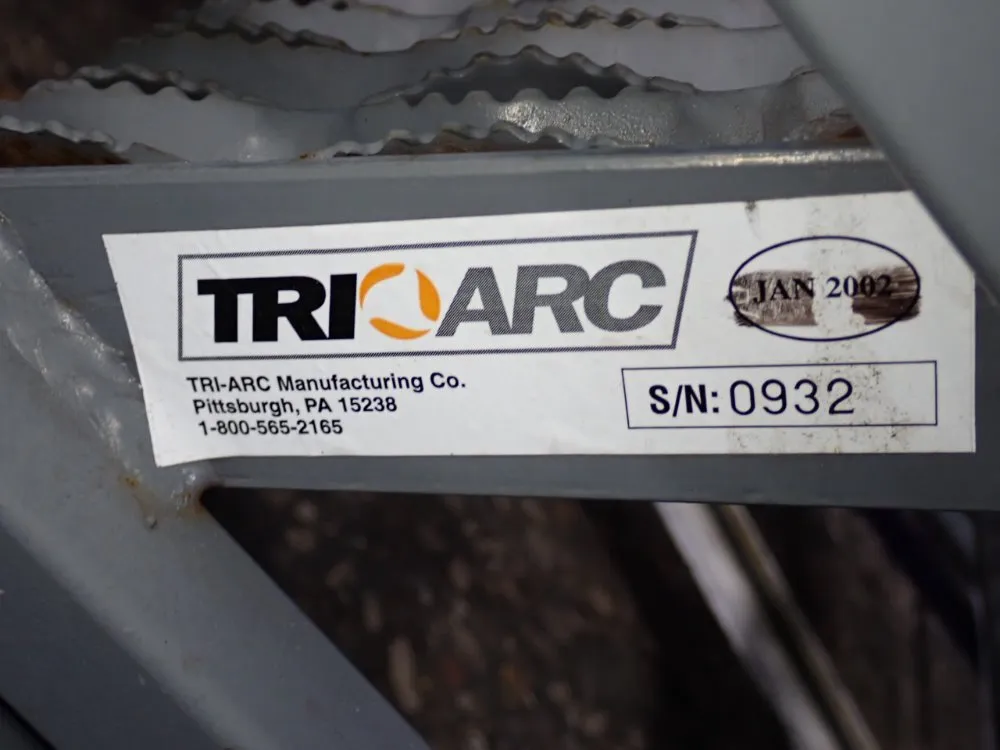 TRI ARC
JAN 2002
TRI-ARC Manufacturing Co.
Pittsburgh, PA 15238
1-800-565-2165
S/N: 0932